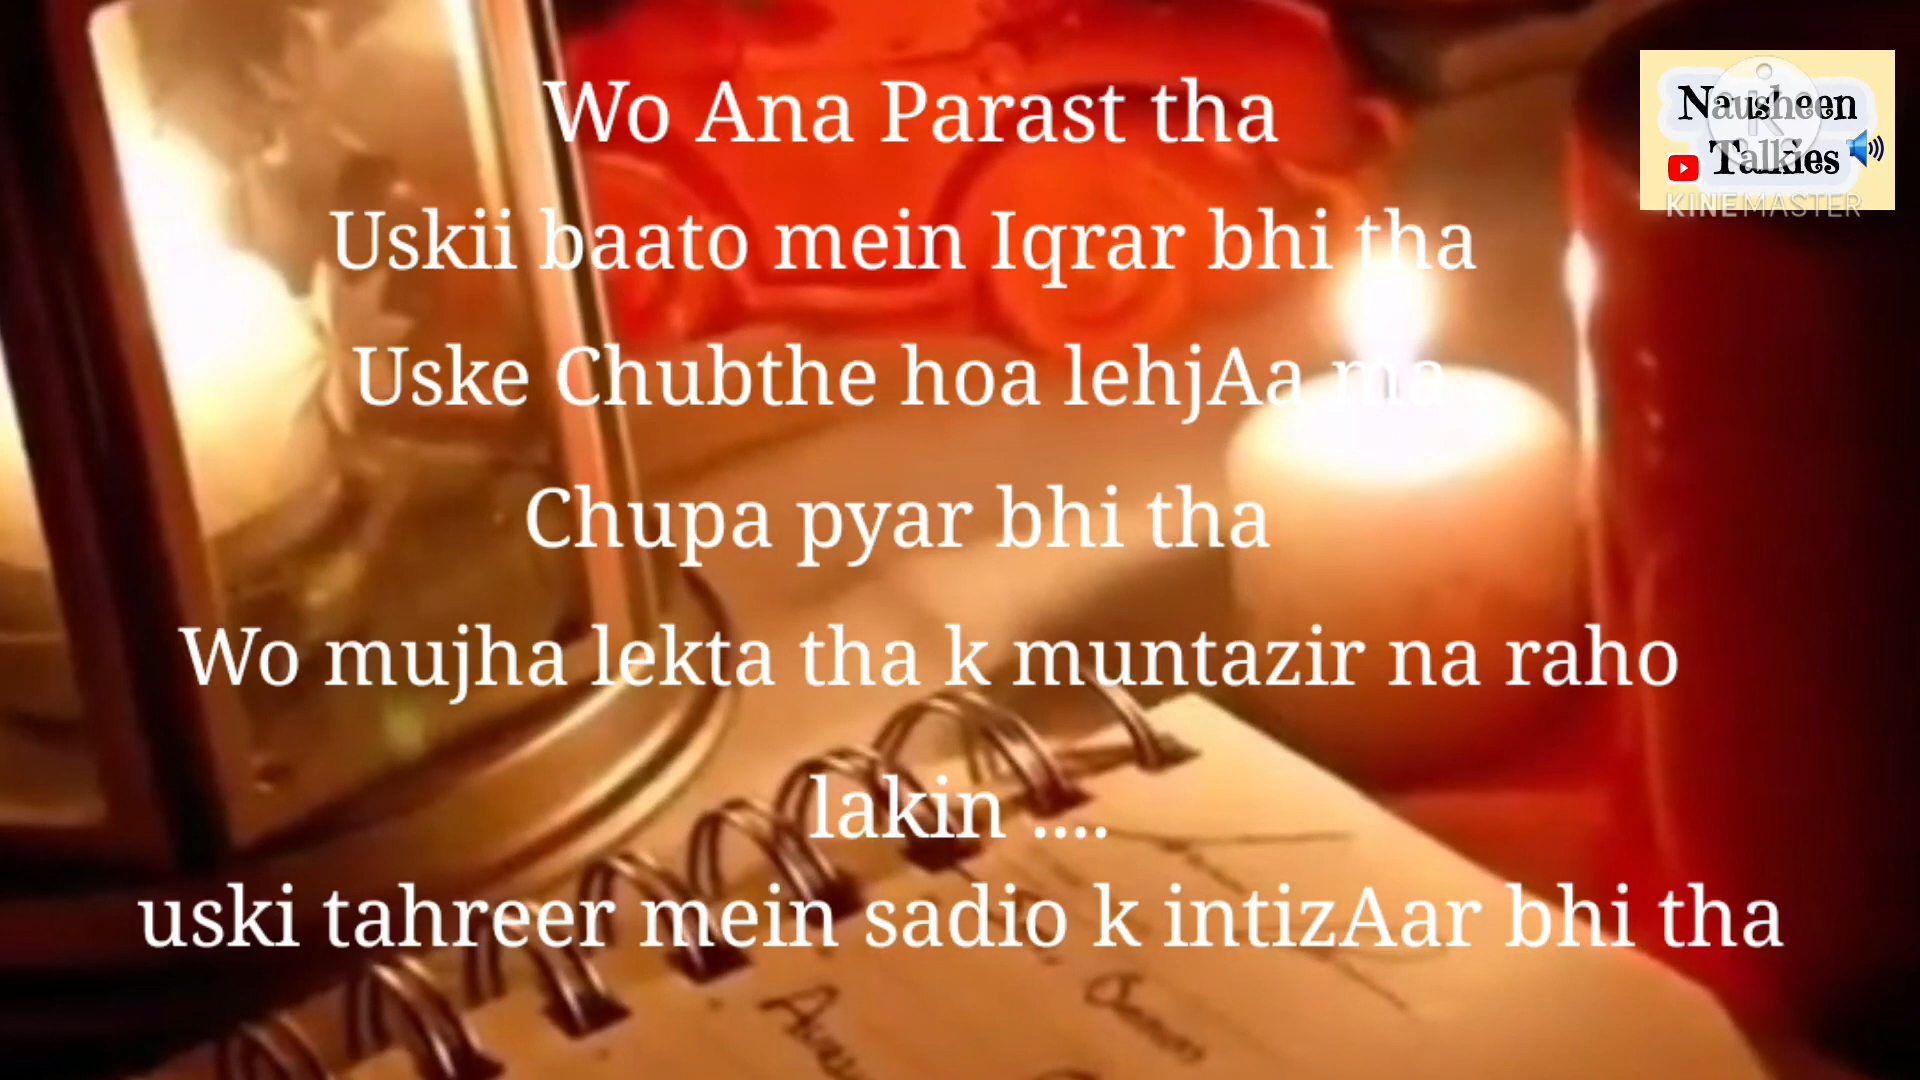 Wo Ana Parast tha
Uskii baato mein Iqrar bhi tha
Uske Chubthe hoa lehjAa ma
Chupa pyar bhi tha
Wo mujha lekta tha k muntazir na raho
lakin ....
uski tahreer mein sadio k intizAar bhi tha
Nausheen
Talkies
KINEMASTER